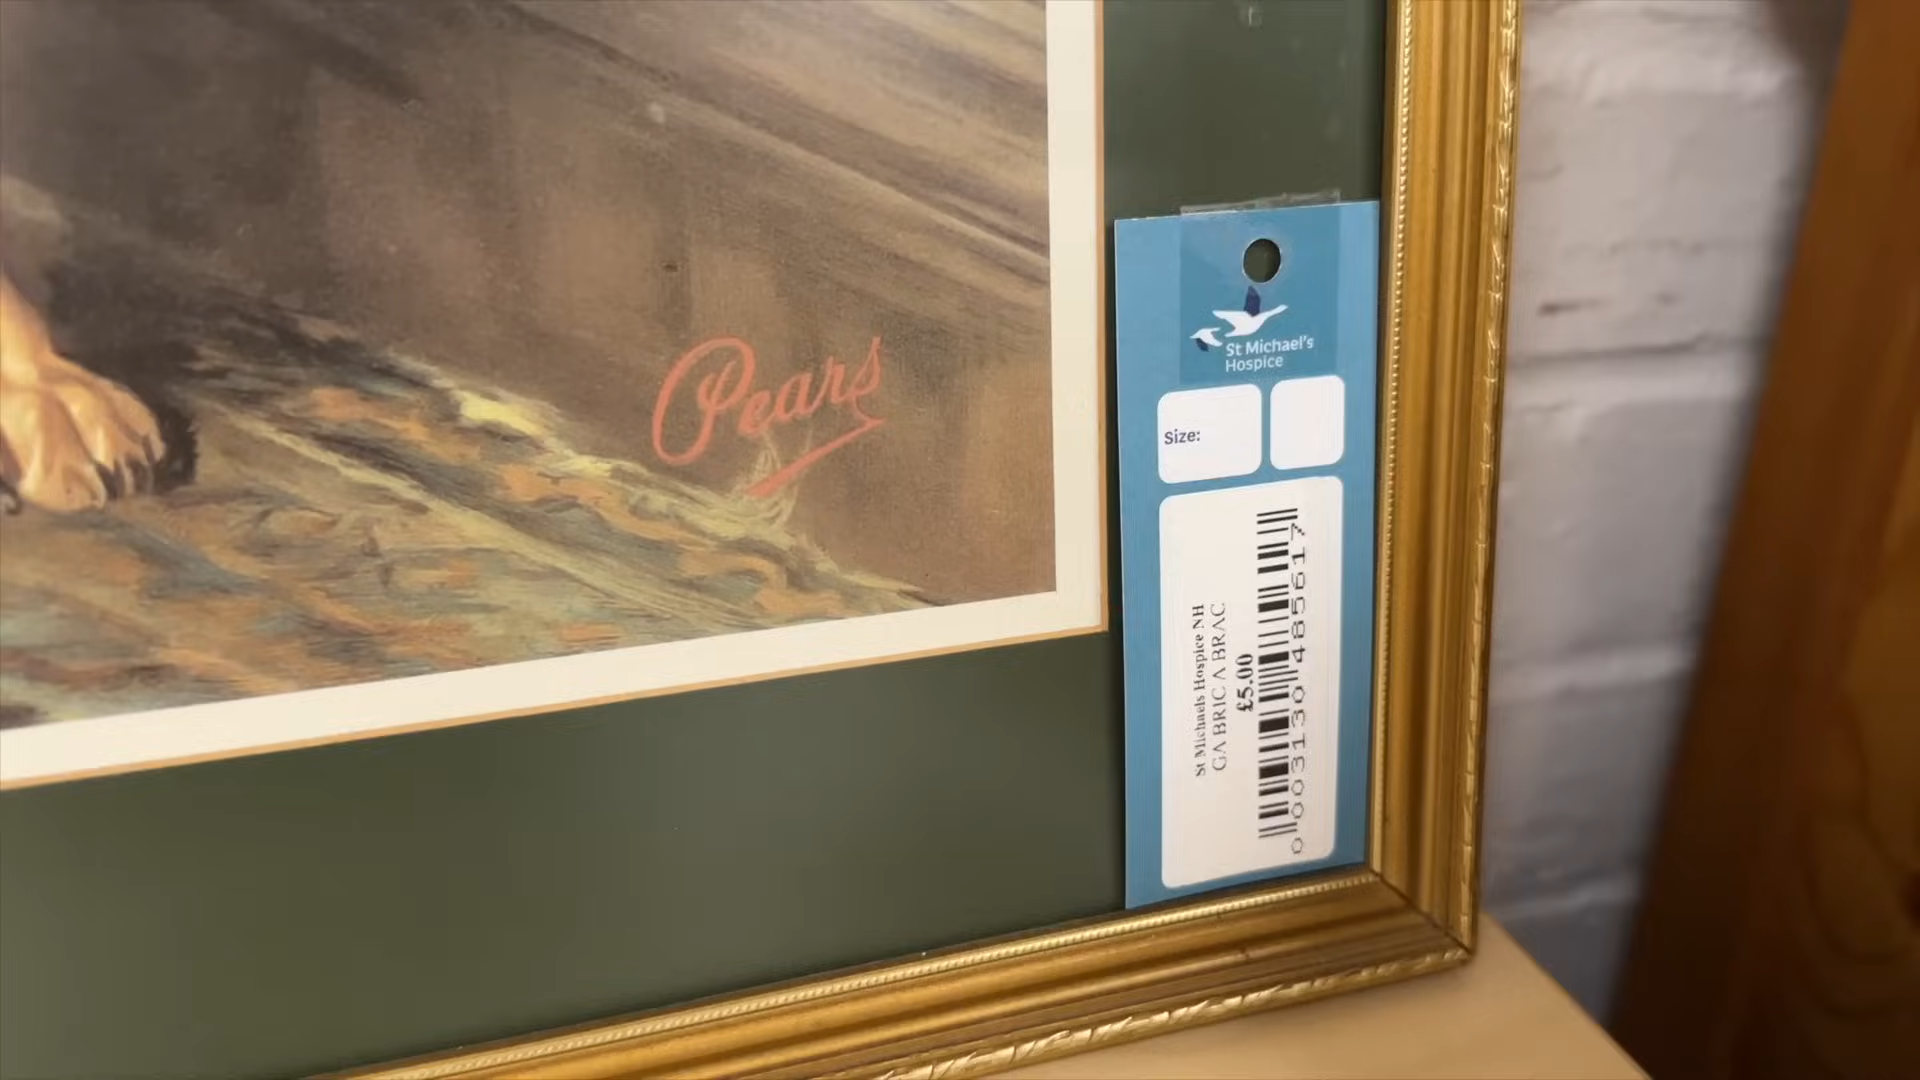 Pears
St Michael's
Hospice
Size:
St Michaels Hospice NH
GA BRIC A BRAC
£5.00
0003130485617